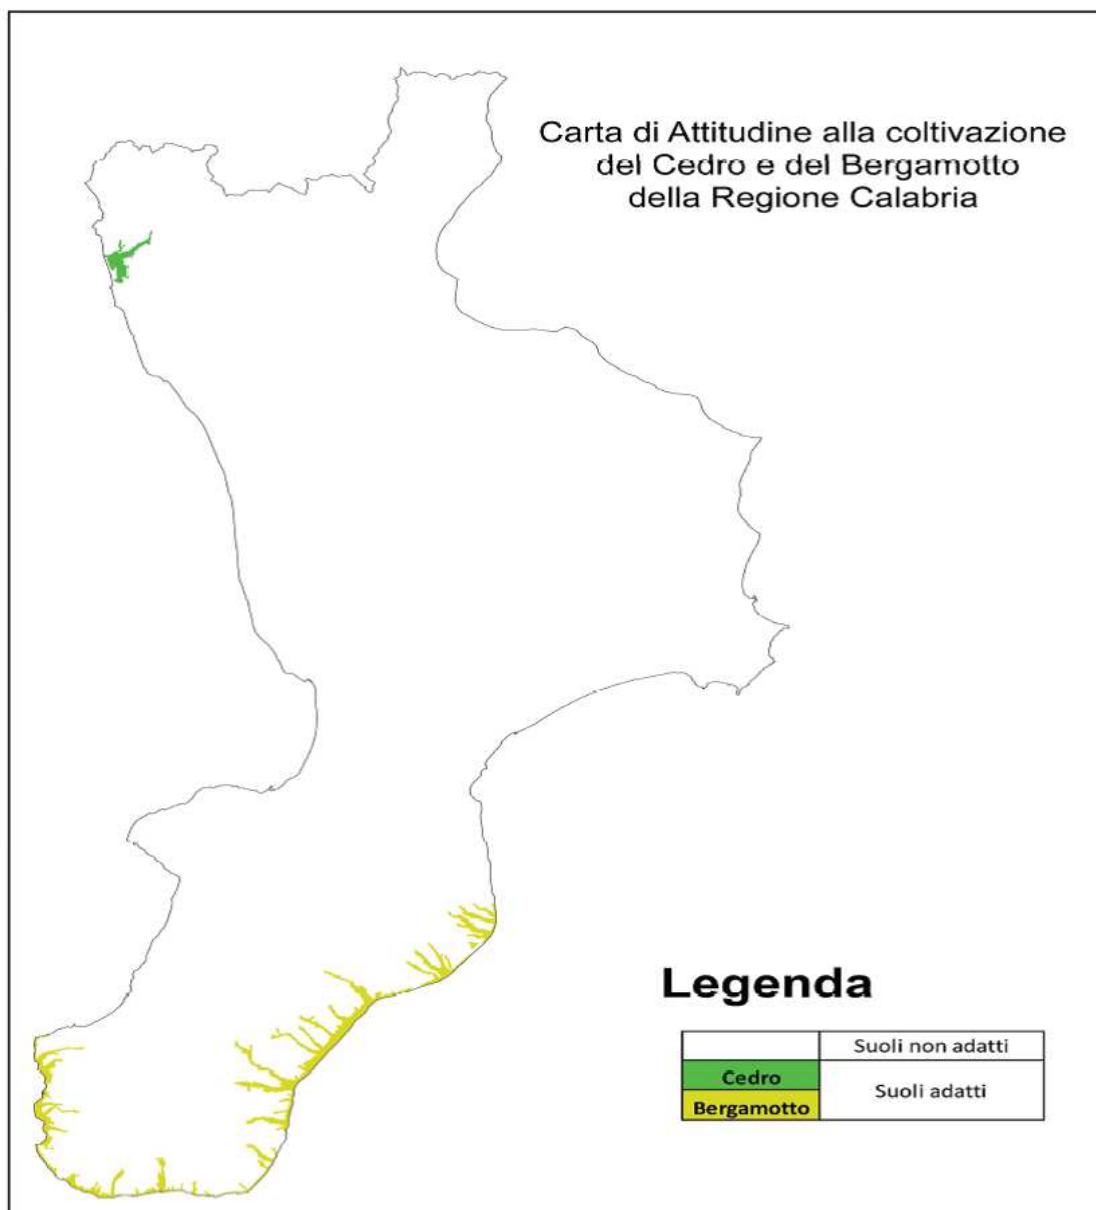 Carta di Attitudine alla coltivazione
del Cedro e del Bergamotto
della Regione Calabria
Legenda
Suoli non adatti
Cedro
Suoli adatti
Bergamotto